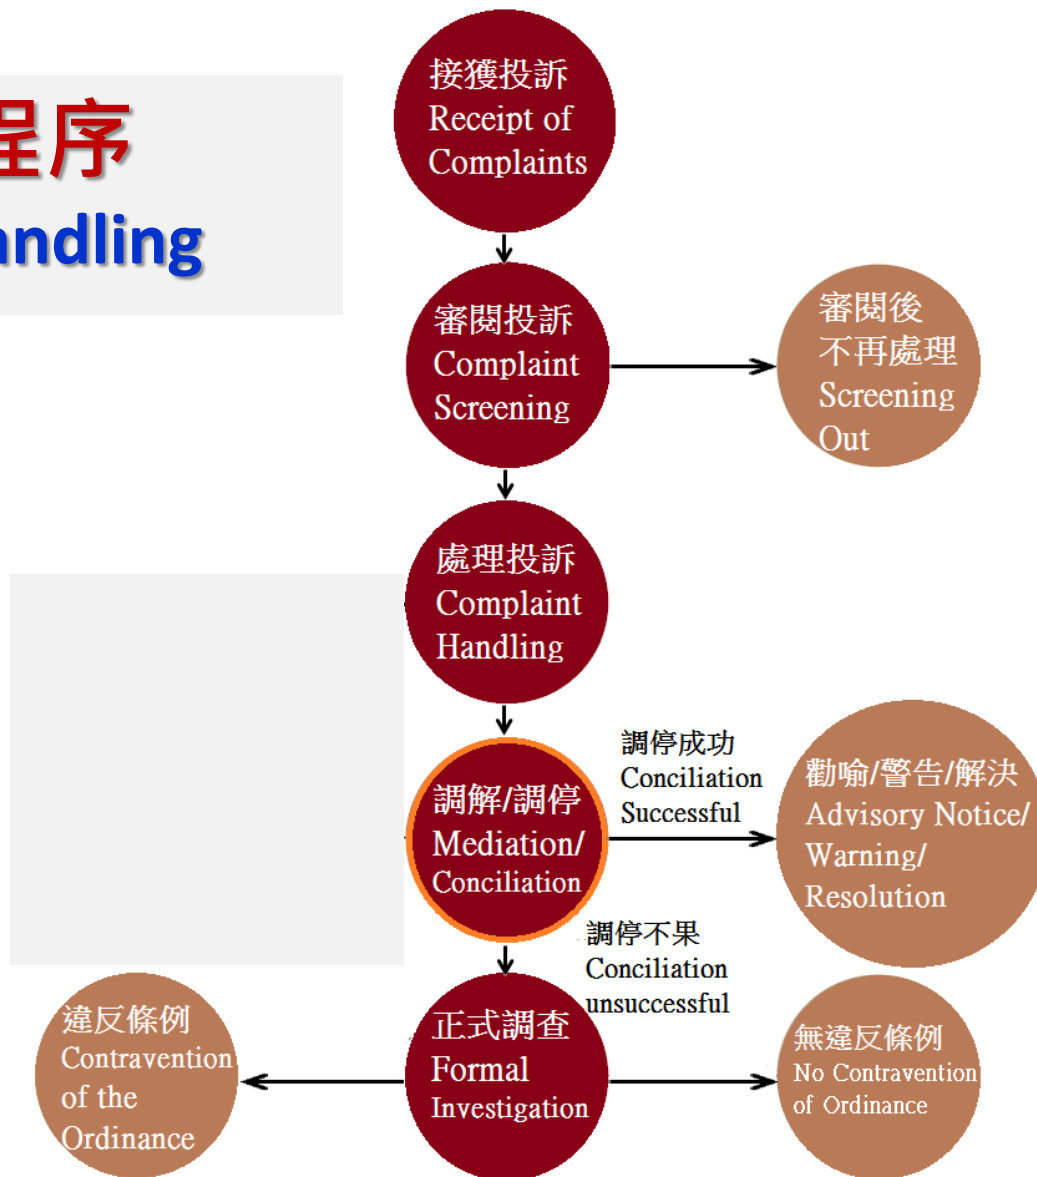 程序
andling
接獲投訴
Receipt of
Complaints
審閱投訴
Complaint
Screening
審閱後
不再處理
Screening
Out
處理投訴
Complaint
Handling
調解/調停
Mediation/
Conciliation
調停成功
Conciliation
Successful
勸喻/警告/解決
Advisory Notice/
Warning/
Resolution
調停不果
Conciliation
unsuccessful
違反條例
Contravention
of the
Ordinance
正式調查
Formal
Investigation
無違反條例
No Contravention
of Ordinance